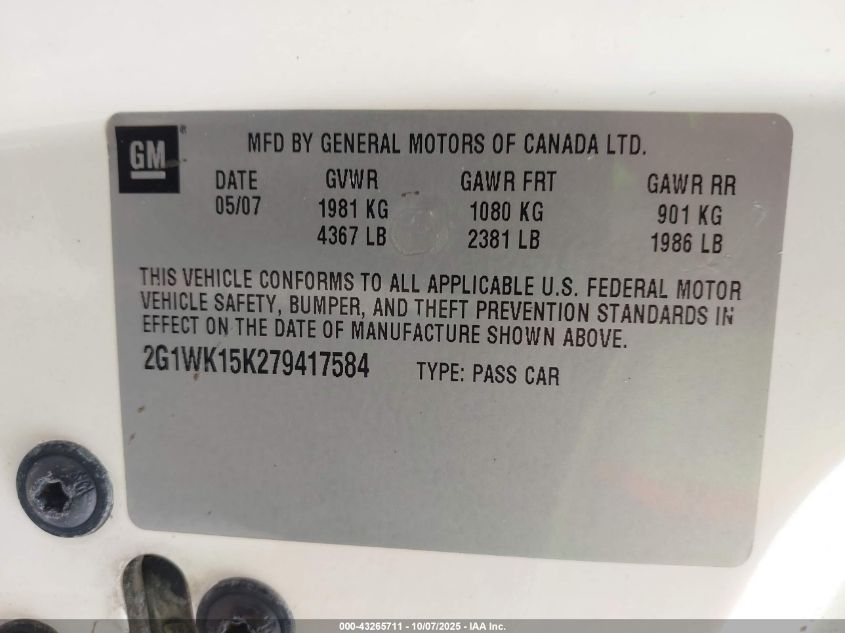 GM ®
MFD BY GENERAL MOTORS OF CANADA LTD.
DATE GVWR GAWR FRT GAWR RR
05/07 1981 KG 1080 KG 901 KG
4367 LB 2381 LB 1986 LB
THIS VEHICLE CONFORMS TO ALL APPLICABLE U.S. FEDERAL MOTOR
VEHICLE SAFETY, BUMPER, AND THEFT PREVENTION STANDARDS IN
EFFECT ON THE DATE OF MANUFACTURE SHOWN ABOVE.
2G1WK15K279417584 TYPE: PASS CAR
000-43265711 - 10/07/2025 - IAA Inc.